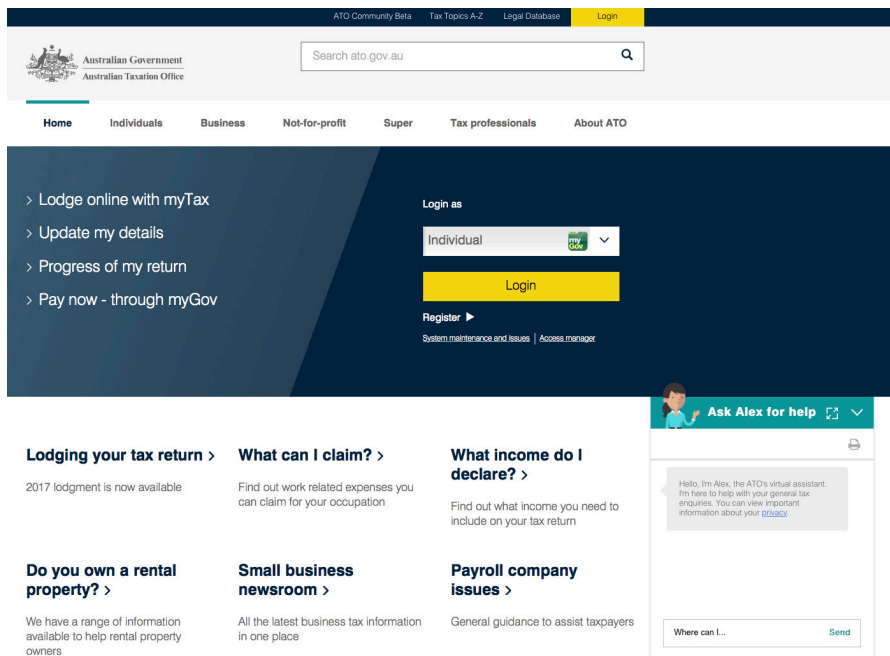 ATO Community Beta Tax Topics A-Z Legal Database Login
Australian Government
Australian Taxation Office
Search ato.gov.au
Home Individuals Business Not-for-profit Super Tax professionals About ATO
> Lodge online with myTax
> Update my details
> Progress of my return
> Pay now - through myGov
Login as
Individual
my
Gov
Login
Register ▶
System maintenance and issues | Access manager
Ask Alex for help
Hello, I'm Alex, the ATO's virtual assistant.
I'm here to help with your general tax
enquiries. You can view important
information about your privacy.
Where can I... Send
Lodging your tax return >
2017 lodgment is now available
What can I claim? >
Find out work related expenses you
can claim for your occupation
What income do I
declare? >
Find out what income you need to
include on your tax return
Do you own a rental
property? >
We have a range of information
available to help rental property
owners
Small business
newsroom >
All the latest business tax information
in one place
Payroll company
issues >
General guidance to assist taxpayers